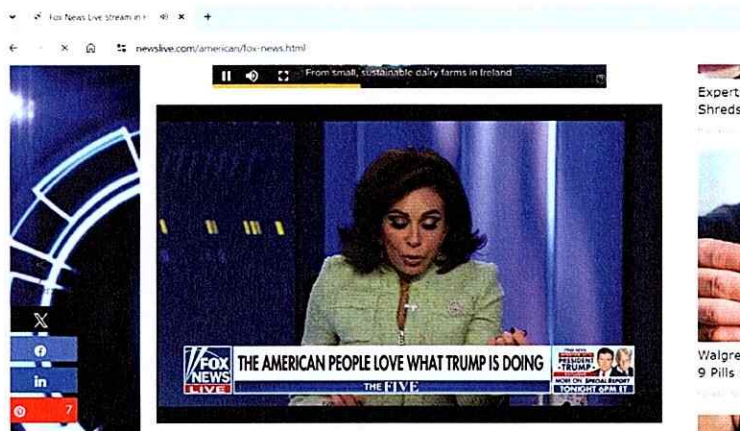 Fox News Live Stream in
newslive.com/american/fox-news.html
From small, sustainable dairy farms in Ireland
Expert
Shreds
X
in
7
FOX
NEWS
LIVE
THE AMERICAN PEOPLE LOVE WHAT TRUMP IS DOING
THE FIVE
PRESIDENT
TRUMP
MORE ON SPECIAL REPORT
TONIGHT 6PM ET
Walgre
9 Pills